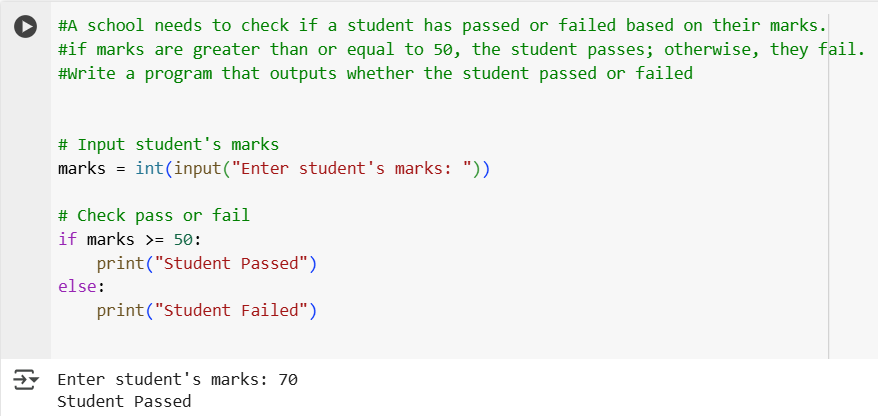 #A school needs to check if a student has passed or failed based on their marks.
#if marks are greater than or equal to 50, the student passes; otherwise, they fail.
#Write a program that outputs whether the student passed or failed
# Input student's marks
marks = int(input("Enter student's marks: "))
# Check pass or fail
if marks >= 50:
    print("Student Passed")
else:
    print("Student Failed")
Enter student's marks: 70
Student Passed